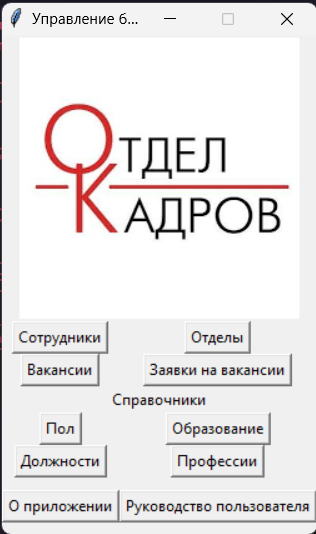 Управление б...
ОТДЕЛ
КАДРОВ
Сотрудники Отделы
Вакансии Заявки на вакансии
Справочники
Пол Образование
Должности Профессии
О приложении Руководство пользователя